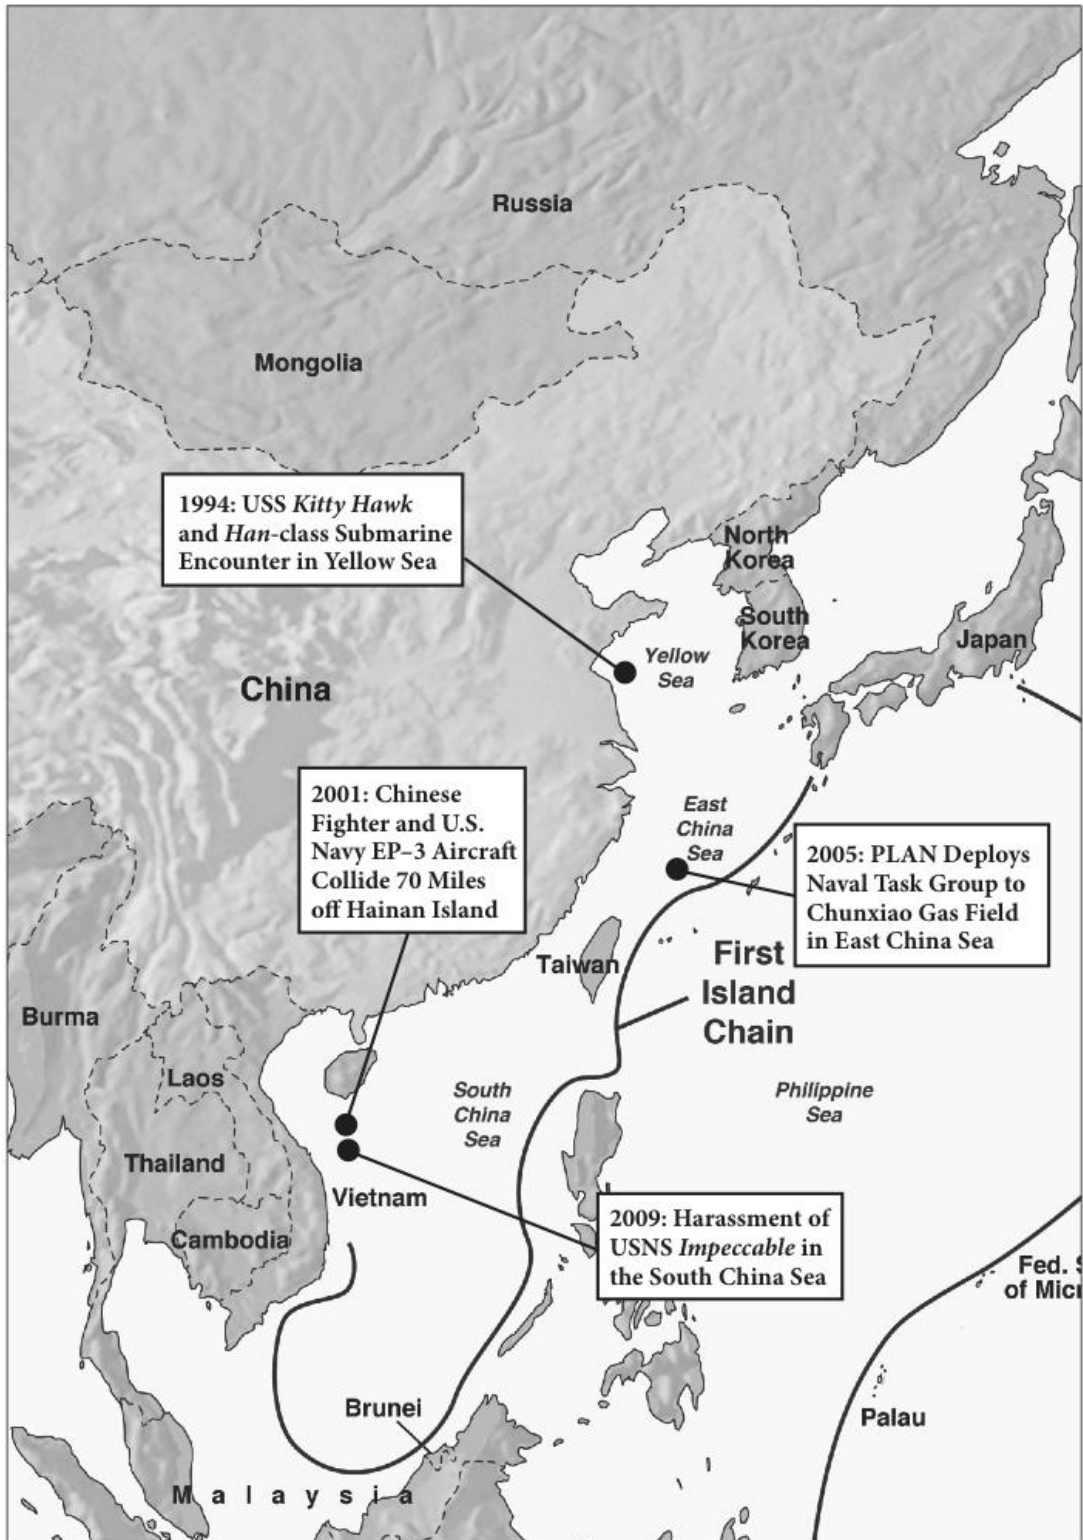 Russia
Mongolia
1994: USS Kitty Hawk
and Han-class Submarine
Encounter in Yellow Sea
North
Korea
South
Korea
Japan
Yellow
Sea
China
2001: Chinese
Fighter and U.S.
Navy EP–3 Aircraft
Collide 70 Miles
off Hainan Island
East
China
Sea
2005: PLAN Deploys
Naval Task Group to
Chunxiao Gas Field
in East China Sea
Taiwan
First
Island
Chain
Burma
Laos
South
China
Sea
Philippine
Sea
Thailand
Vietnam
Cambodia
2009: Harassment of
USNS Impeccable in
the South China Sea
Fed.
of
Brunei
Palau
Malaysia